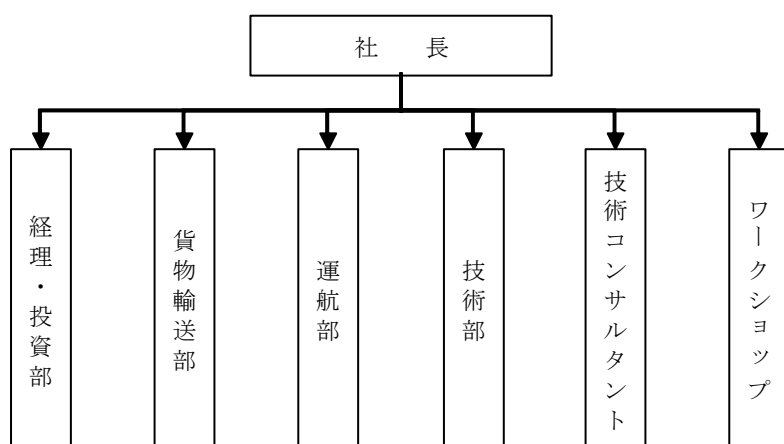 社　長
経理・投資部
貨物輸送部
運航部
技術部
技術コンサルタント
ワークショップ